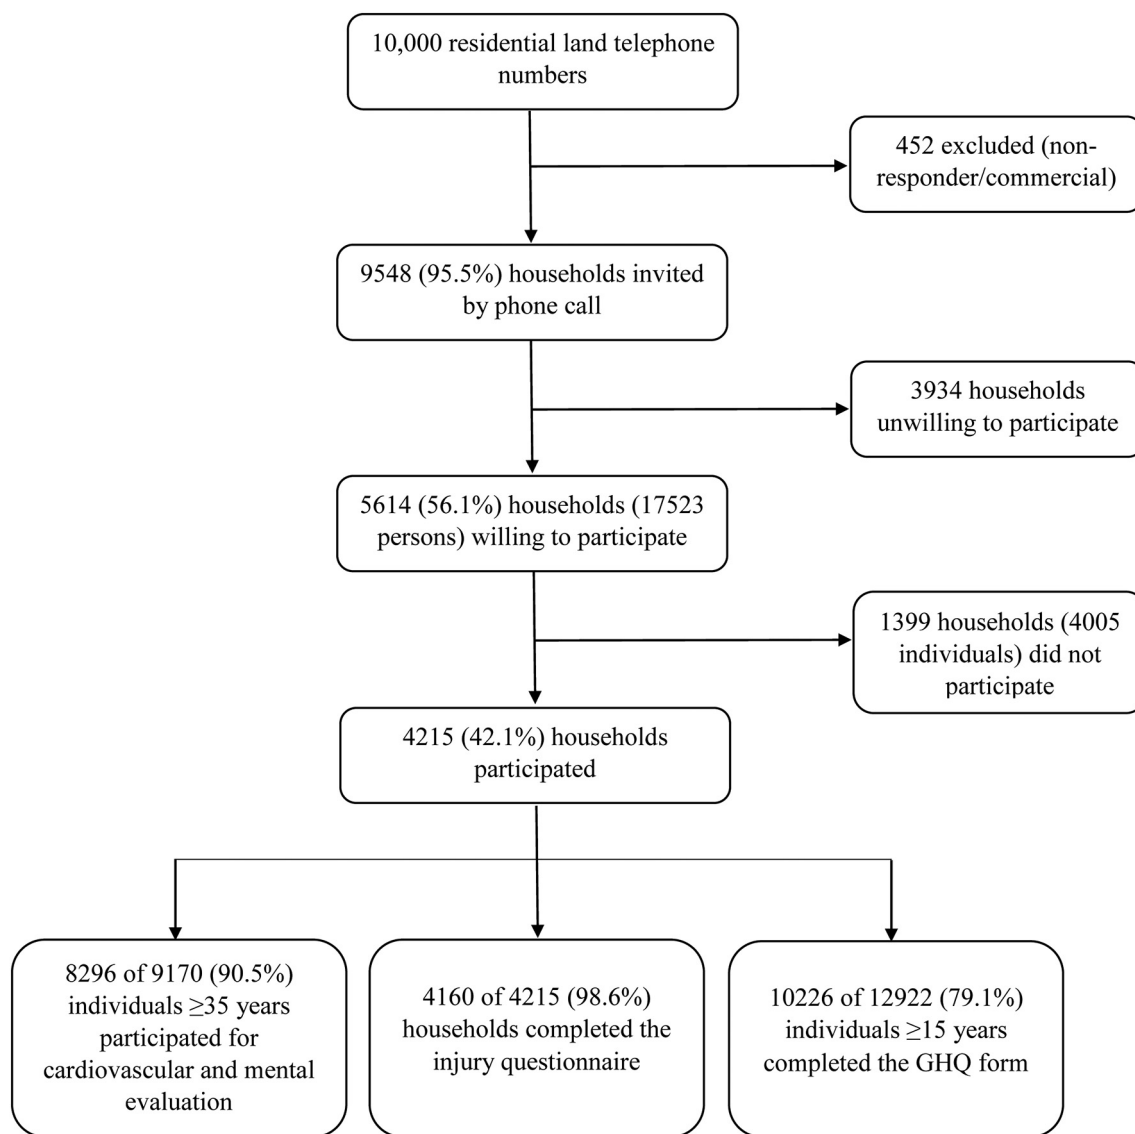 10,000 residential land telephone
numbers
452 excluded (non-
responder/commercial)
9548 (95.5%) households invited
by phone call
3934 households
unwilling to participate
5614 (56.1%) households (17523
persons) willing to participate
1399 households (4005
individuals) did not
participate
4215 (42.1%) households
participated
8296 of 9170 (90.5%)
individuals ≥35 years
participated for
cardiovascular and mental
evaluation
4160 of 4215 (98.6%)
households completed the
injury questionnaire
10226 of 12922 (79.1%)
individuals ≥15 years
completed the GHQ form